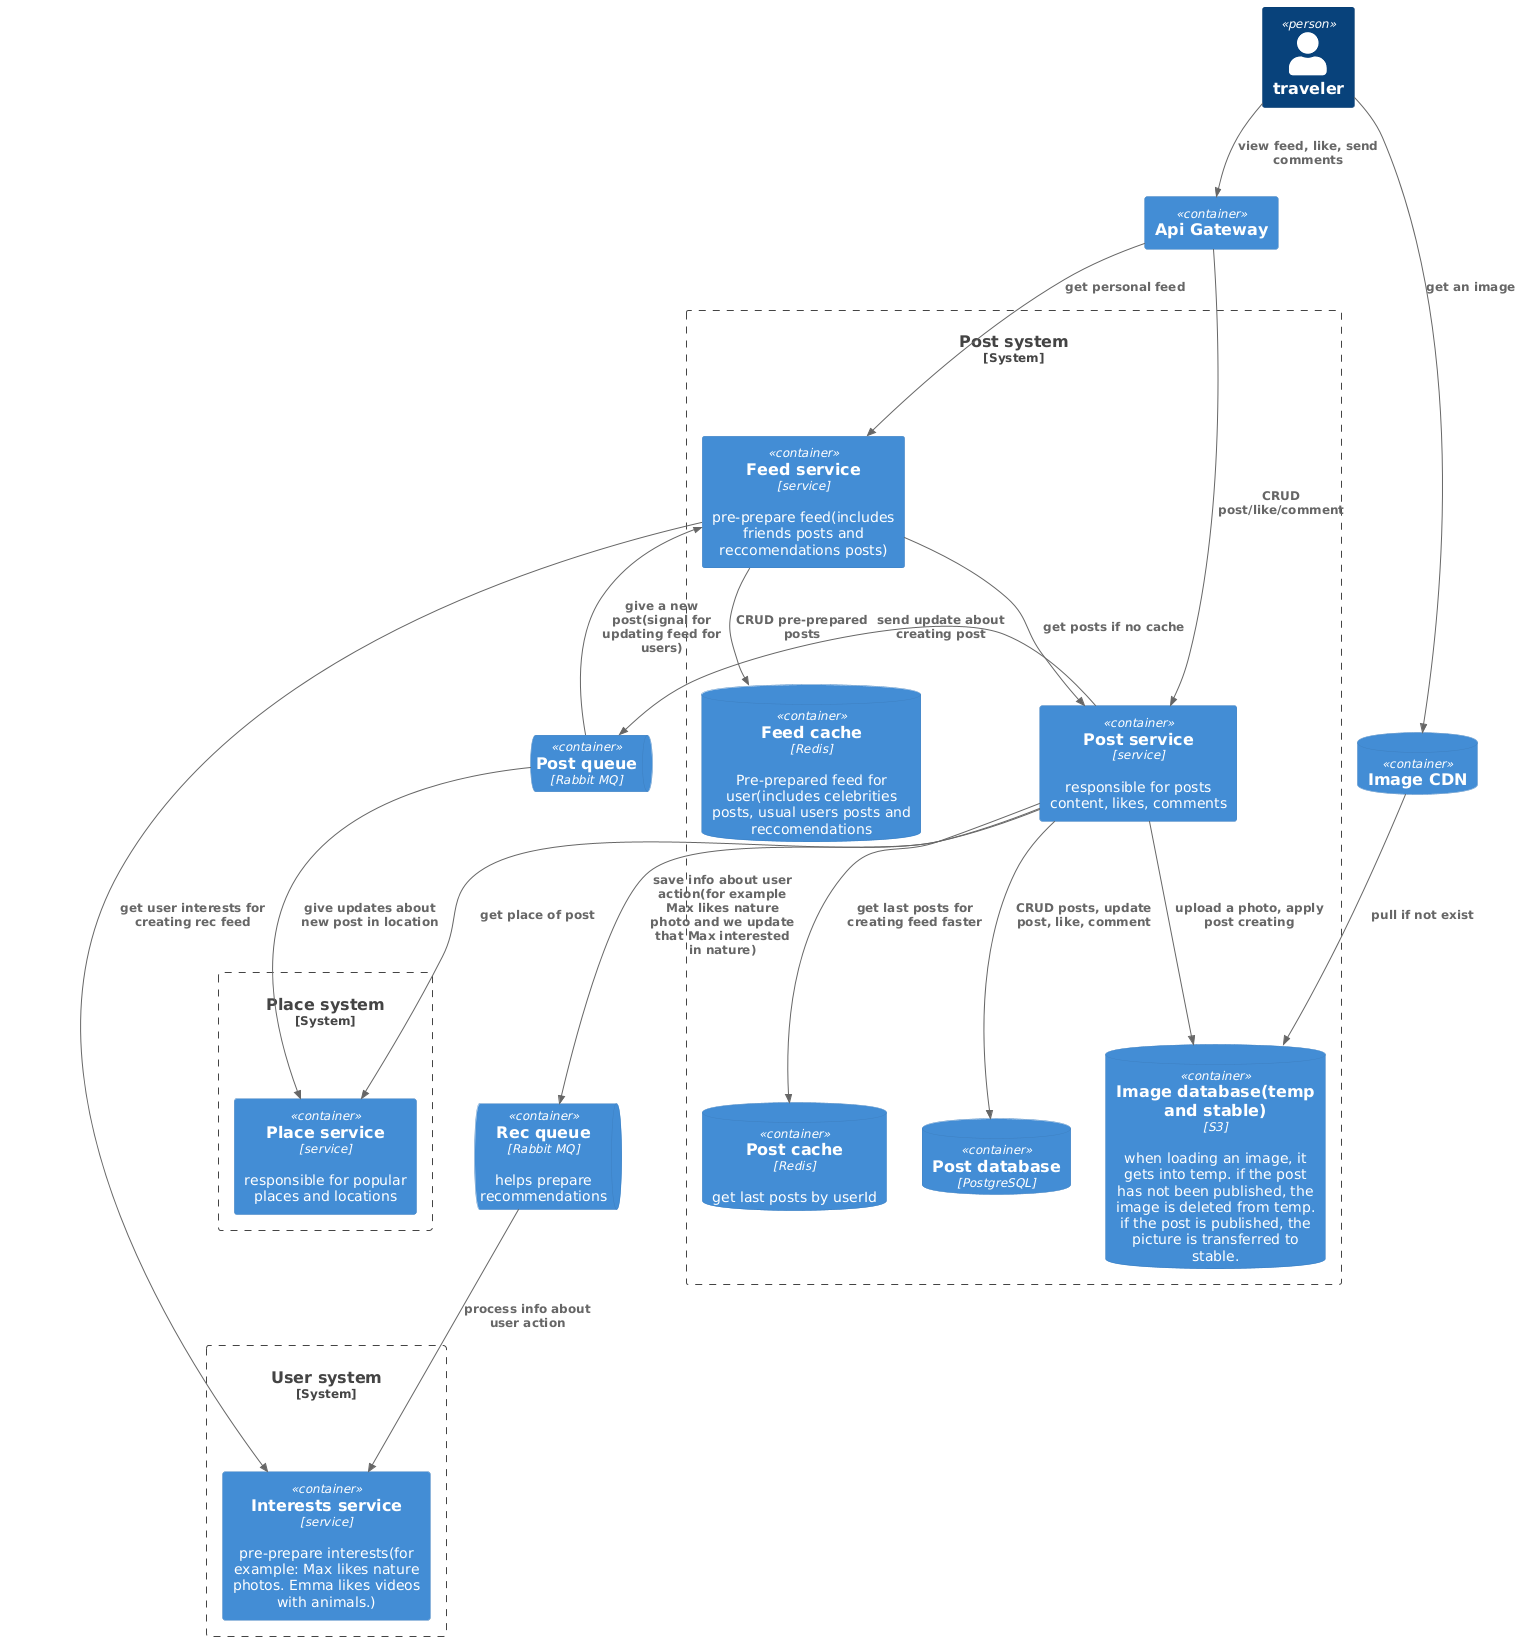 «person»
traveler
view feed, like, send
comments
«container»
Api Gateway
get personal feed
get an image
Post system
[System]
«container»
Feed service
[service]
pre-prepare feed(includes
friends posts and
reccomendations posts)
CRUD
post/like/comment
give a new
post(signal for
updating feed for
users)
CRUD pre-prepared
posts
send update about
creating post
get posts if no cache
«container»
Post queue
[Rabbit MQ]
«container»
Feed cache
[Redis]
Pre-prepared feed for
user(includes celebrities
posts, usual users posts and
reccomendations
«container»
Post service
[service]
responsible for posts
content, likes, comments
«container»
Image CDN
get user interests for
creating rec feed
give updates about
new post in location
get place of post
save info about user
action(for example
Max likes nature
photo and we update
that Max interested
in nature)
get last posts for
creating feed faster
CRUD posts, update
post, like, comment
upload a photo, apply
post creating
pull if not exist
Place system
[System]
«container»
Place service
[service]
responsible for popular
places and locations
«container»
Rec queue
[Rabbit MQ]
helps prepare
recommendations
«container»
Post cache
[Redis]
get last posts by userId
«container»
Post database
[PostgreSQL]
«container»
Image database(temp
and stable)
[S3]
when loading an image, it
gets into temp. if the post
has not been published, the
image is deleted from temp.
if the post is published, the
picture is transferred to
stable.
process info about
user action
User system
[System]
«container»
Interests service
[service]
pre-prepare interests(for
example: Max likes nature
photos. Emma likes videos
with animals.)